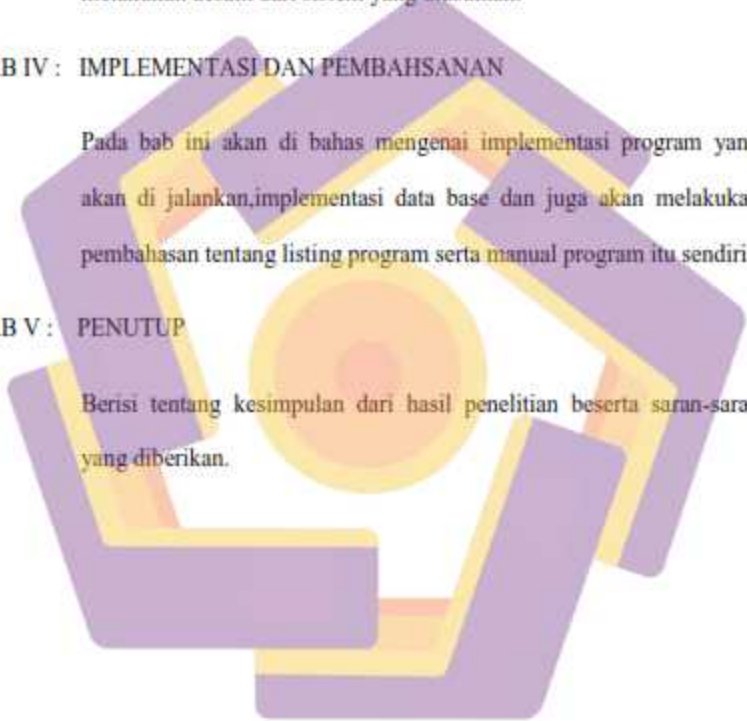 AB IV : IMPLEMENTASI DAN PEMBAHSANAN
Pada bab ini akan di bahas mengenai implementasi program yan
akan di jalankan,implementasi data base dan juga akan melakuka
pembahasan tentang listing program serta manual program itu sendiri
AB V : PENUTUP
Berisi tentang kesimpulan dari hasil penelitian beserta saran-sara
yang diberikan.